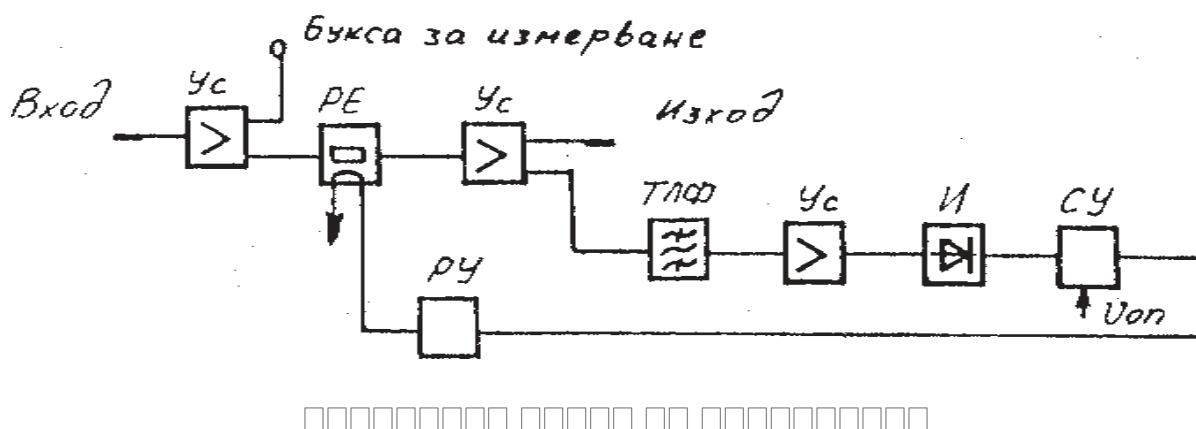 Букса за измерване
Вход
Ус
РЕ
Ус
Изход
ТЛФ
Ус
И
СУ
Uоп
РУ